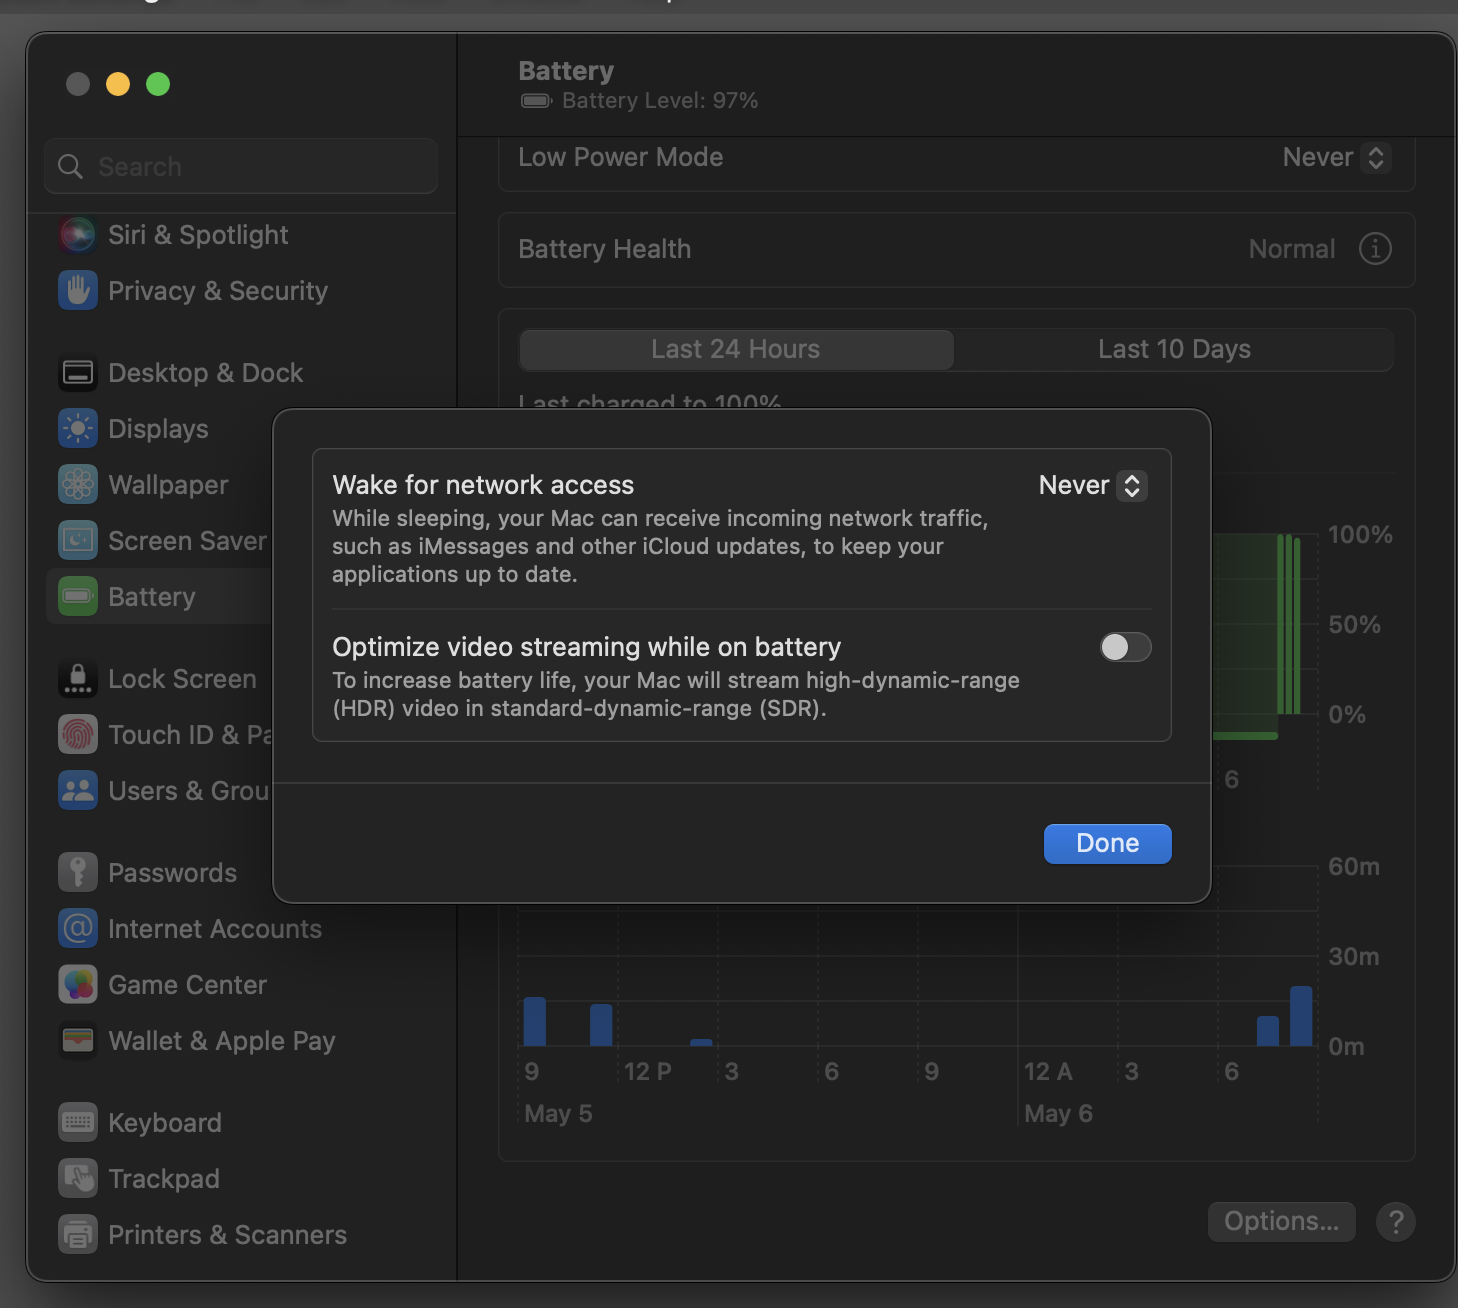 Battery
Battery Level: 97%
Search
Siri & Spotlight
Privacy & Security
Desktop & Dock
Displays
Wallpaper
Screen Saver
Battery
Lock Screen
Touch ID & Pa
Users & Grou
Passwords
Internet Accounts
Game Center
Wallet & Apple Pay
Keyboard
Trackpad
Printers & Scanners
Low Power Mode
Never
Battery Health
Normal
Last 24 Hours
Last 10 Days
Last charged to 100%
Wake for network access
Never
While sleeping, your Mac can receive incoming network traffic,
such as iMessages and other iCloud updates, to keep your
applications up to date.
Optimize video streaming while on battery
To increase battery life, your Mac will stream high-dynamic-range
(HDR) video in standard-dynamic-range (SDR).
Done
100%
50%
0%
6
60m
30m
0m
9 12 P 3 6 9 12 A 3 6
May 5 May 6
Options...
?